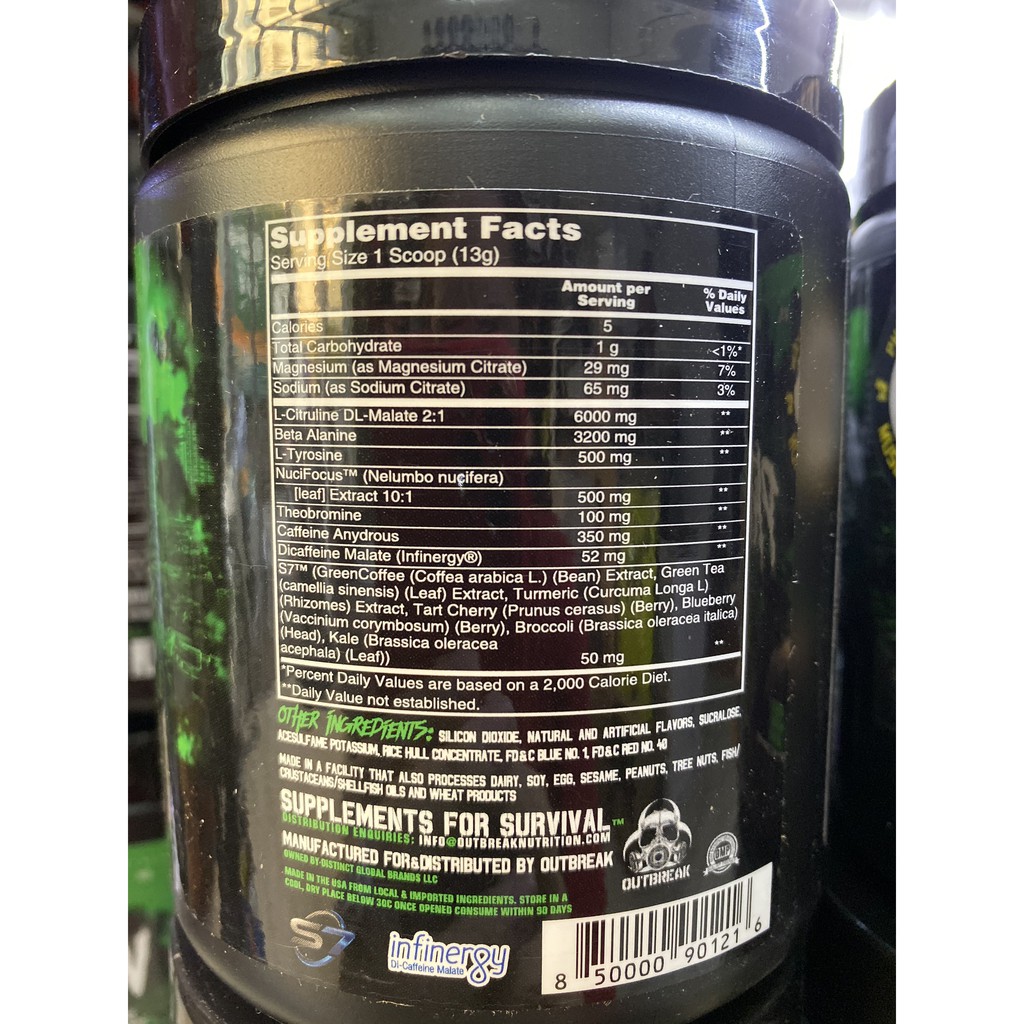 Supplement Facts
Serving Size 1 Scoop (13g)
Amount per Serving % Daily Values
Calories 5
Total Carbohydrate 1 g <1%*
Magnesium (as Magnesium Citrate) 29 mg 7%
Sodium (as Sodium Citrate) 65 mg 3%
L-Citruline DL-Malate 2:1 6000 mg **
Beta Alanine 3200 mg **
L-Tyrosine 500 mg **
NuciFocus™ (Nelumbo nucifera)
[leaf] Extract 10:1 500 mg **
Theobromine 100 mg **
Caffeine Anydrous 350 mg **
Dicaffeine Malate (Infinergy®) 52 mg **
S7™ (GreenCoffee (Coffea arabica L.) (Bean) Extract, Green Tea
(camellia sinensis) (Leaf) Extract, Turmeric (Curcuma Longa L)
(Rhizomes) Extract, Tart Cherry (Prunus cerasus) (Berry), Blueberry
(Vaccinium corymbosum) (Berry), Broccoli (Brassica oleracea italica)
(Head), Kale (Brassica oleracea
acephala) (Leaf)) 50 mg **
*Percent Daily Values are based on a 2,000 Calorie Diet.
**Daily Value not established.
OTHER INGREDIENTS: SILICON DIOXIDE, NATURAL AND ARTIFICIAL FLAVORS, SUCRALOSE,
ACESULFAME POTASSIUM, RICE HULL CONCENTRATE, FD&C BLUE NO. 1, FD&C RED NO. 40
MADE IN A FACILITY THAT ALSO PROCESSES DAIRY, SOY, EGG, SESAME, PEANUTS, TREE NUTS, FISH/
CRUSTACEANS/SHELLFISH OILS AND WHEAT PRODUCTS
SUPPLEMENTS FOR SURVIVAL™
DISTRIBUTION ENQUIRIES: INFO@OUTBREAKNUTRITION.COM
MANUFACTURED FOR&DISTRIBUTED BY OUTBREAK
OWNED BY-DISTINCT GLOBAL BRANDS LLC
MADE IN THE USA FROM LOCAL & IMPORTED INGREDIENTS. STORE IN A
COOL, DRY PLACE BELOW 30C ONCE OPENED CONSUME WITHIN 90 DAYS
OUTBREAK
GMP
S7
infinergy
Di-Caffeine Malate
8 50000 90121 6